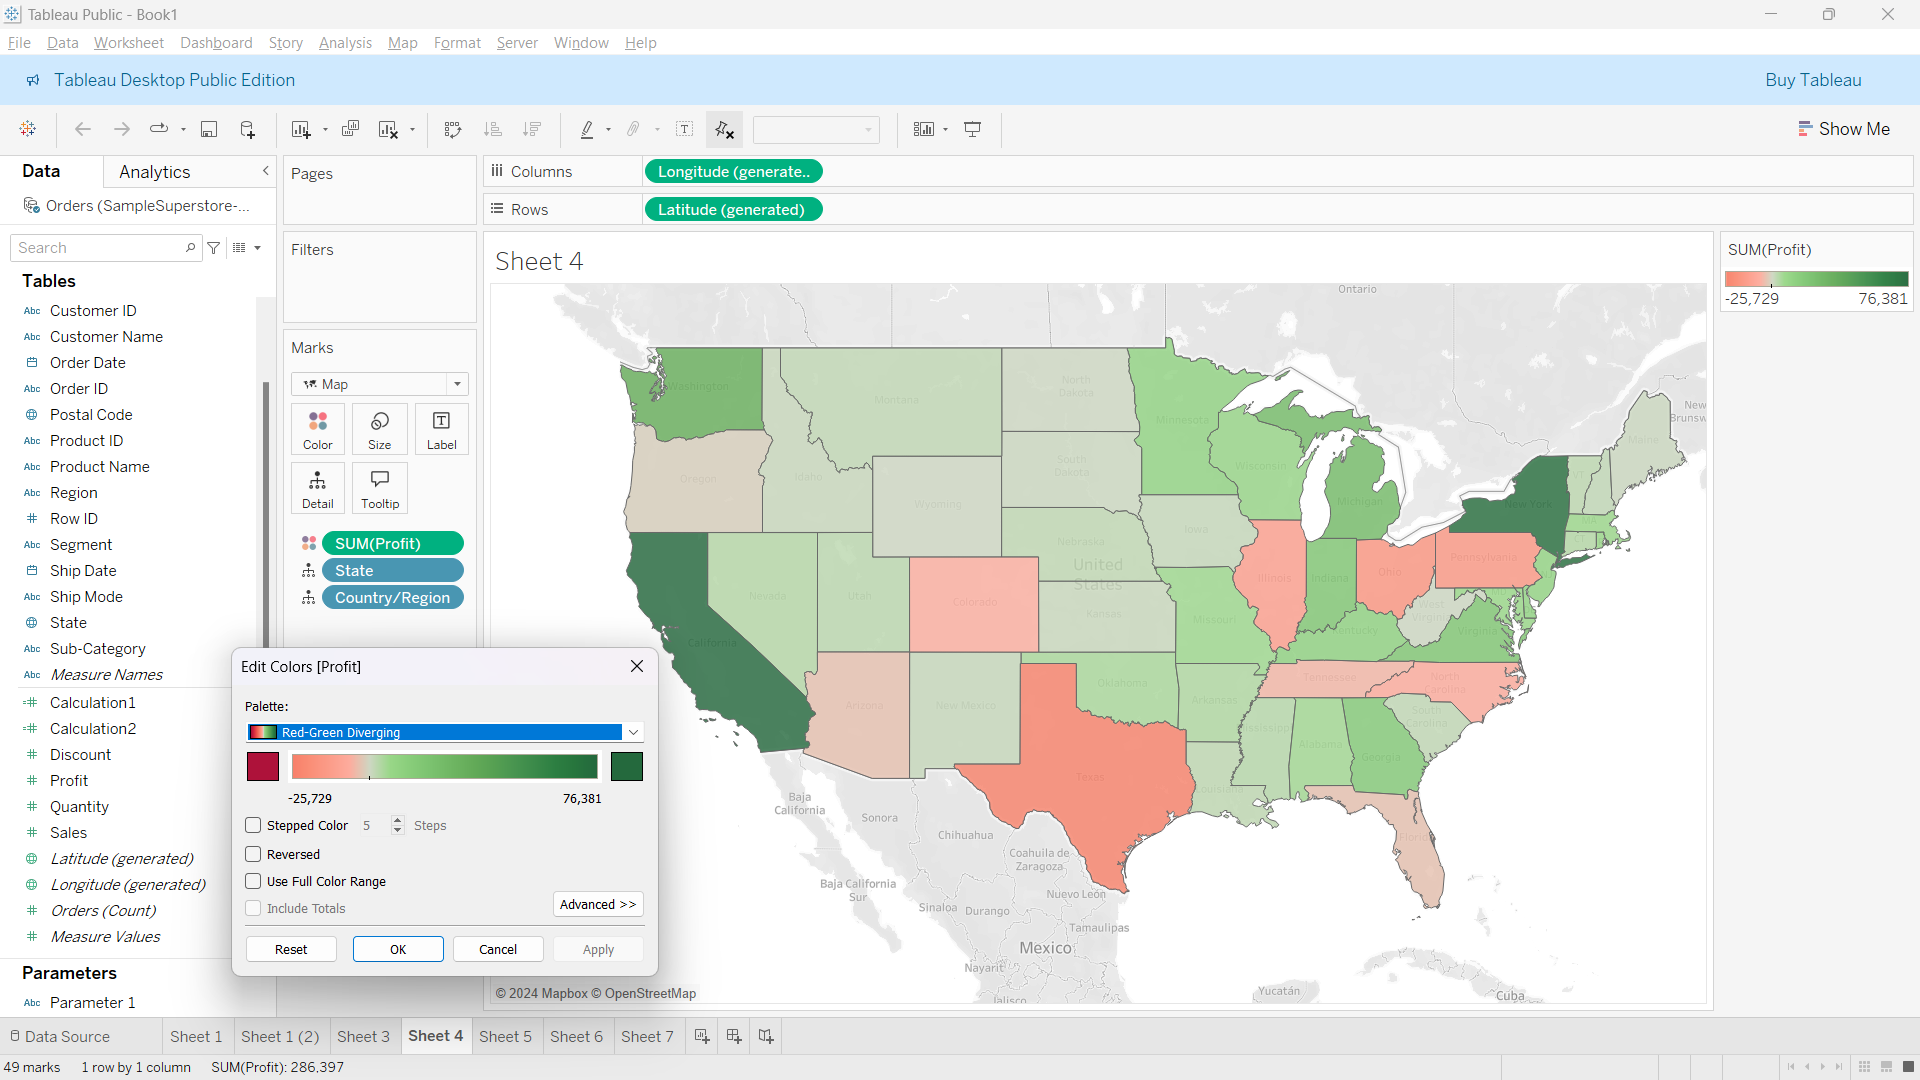 Tableau Public - Book1
File Data Worksheet Dashboard Story Analysis Map Format Server Window Help
Tableau Desktop Public Edition
Buy Tableau
Show Me
Data
Analytics
Orders (SampleSuperstore-...
Search
Tables
Abc Customer ID
Abc Customer Name
Order Date
Abc Order ID
Postal Code
Abc Product ID
Abc Product Name
Abc Region
# Row ID
Abc Segment
Ship Date
Abc Ship Mode
State
Abc Sub-Category
Abc Measure Names
=# Calculation1
=# Calculation2
# Discount
# Profit
# Quantity
# Sales
Latitude (generated)
Longitude (generated)
# Orders (Count)
# Measure Values
Parameters
Abc Parameter 1
Pages
Filters
Marks
Map
Color
Size
Label
Detail
Tooltip
SUM(Profit)
State
Country/Region
Columns
Longitude (generate..
Rows
Latitude (generated)
Sheet 4
Ontario
New
Brunsw
Washington
Montana
North
Dakota
Minnesota
Maine
Oregon
Idaho
South
Dakota
Wisconsin
Michigan
New York
Wyoming
Iowa
Nebraska
Pennsylvania
United
States
Illinois
Indiana
Ohio
Nevada
Utah
Colorado
Kansas
Missouri
West
Virginia
Virginia
Kentucky
California
Tennessee
North
Carolina
Oklahoma
Arkansas
Arizona
New Mexico
South
Carolina
Mississippi
Alabama
Georgia
Texas
Louisiana
Florida
Baja
California
Sonora
Chihuahua
Coahuila de
Zaragoza
Baja California
Sur
Nuevo León
Sinaloa
Durango
Tamaulipas
Mexico
Nayarit
Jalisco
Yucatán
Cuba
© 2024 Mapbox © OpenStreetMap
SUM(Profit)
-25,729
76,381
Edit Colors [Profit]
Palette:
Red-Green Diverging
-25,729
76,381
Stepped Color 5 Steps
Reversed
Use Full Color Range
Include Totals
Advanced >>
Reset
OK
Cancel
Apply
Data Source
Sheet 1
Sheet 1 (2)
Sheet 3
Sheet 4
Sheet 5
Sheet 6
Sheet 7
49 marks 1 row by 1 column SUM(Profit): 286,397